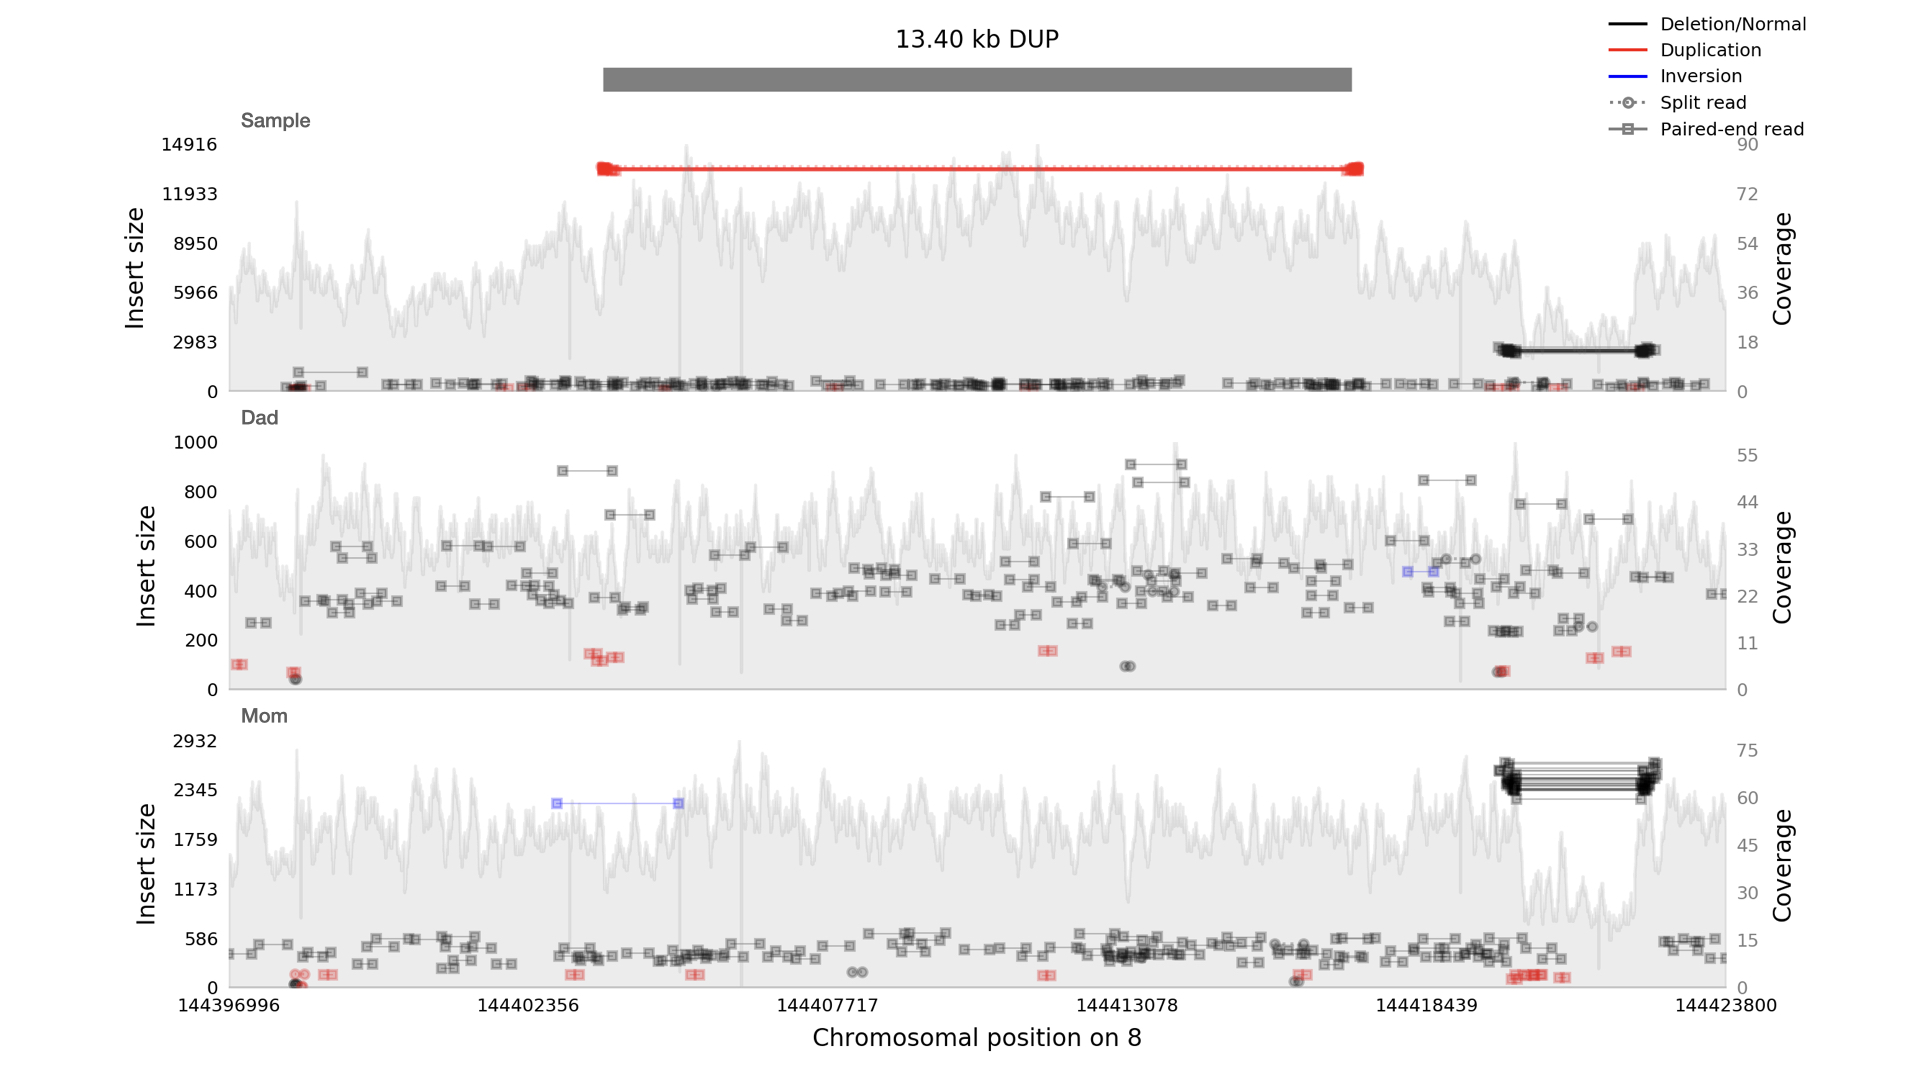 13.40 kb DUP
Deletion/Normal
Duplication
Inversion
Split read
Paired-end read
Sample
14916
11933
8950
5966
2983
0
Insert size
90
72
54
36
18
0
Coverage
Dad
1000
800
600
400
200
0
Insert size
55
44
33
22
11
0
Coverage
Mom
2932
2345
1759
1173
586
0
Insert size
75
60
45
30
15
0
Coverage
144396996 144402356 144407717 144413078 144418439 144423800
Chromosomal position on 8